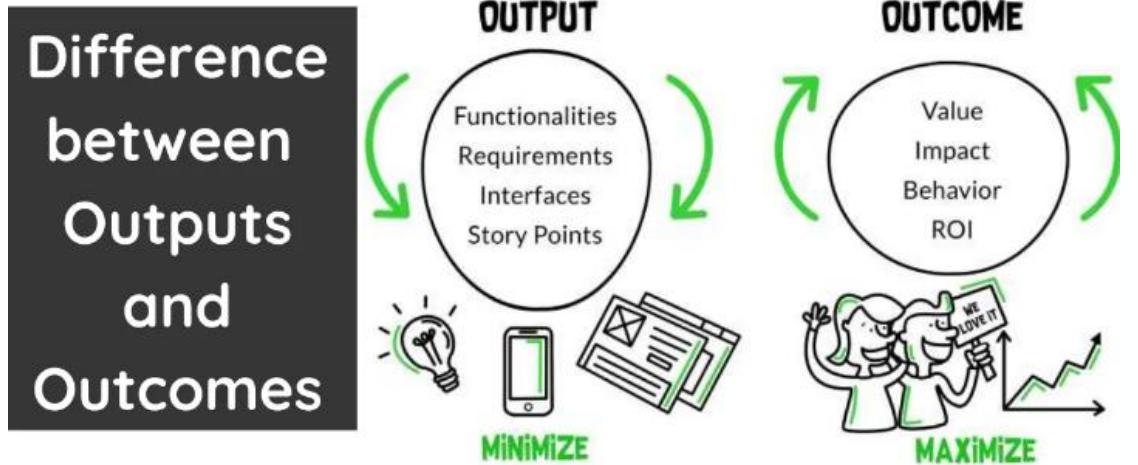 Difference
between
Outputs
and
Outcomes
OUTPUT
Functionalities
Requirements
Interfaces
Story Points
MiNiMiZE
OUTCOME
Value
Impact
Behavior
ROI
WE
LOVE IT
MAXiMiZE